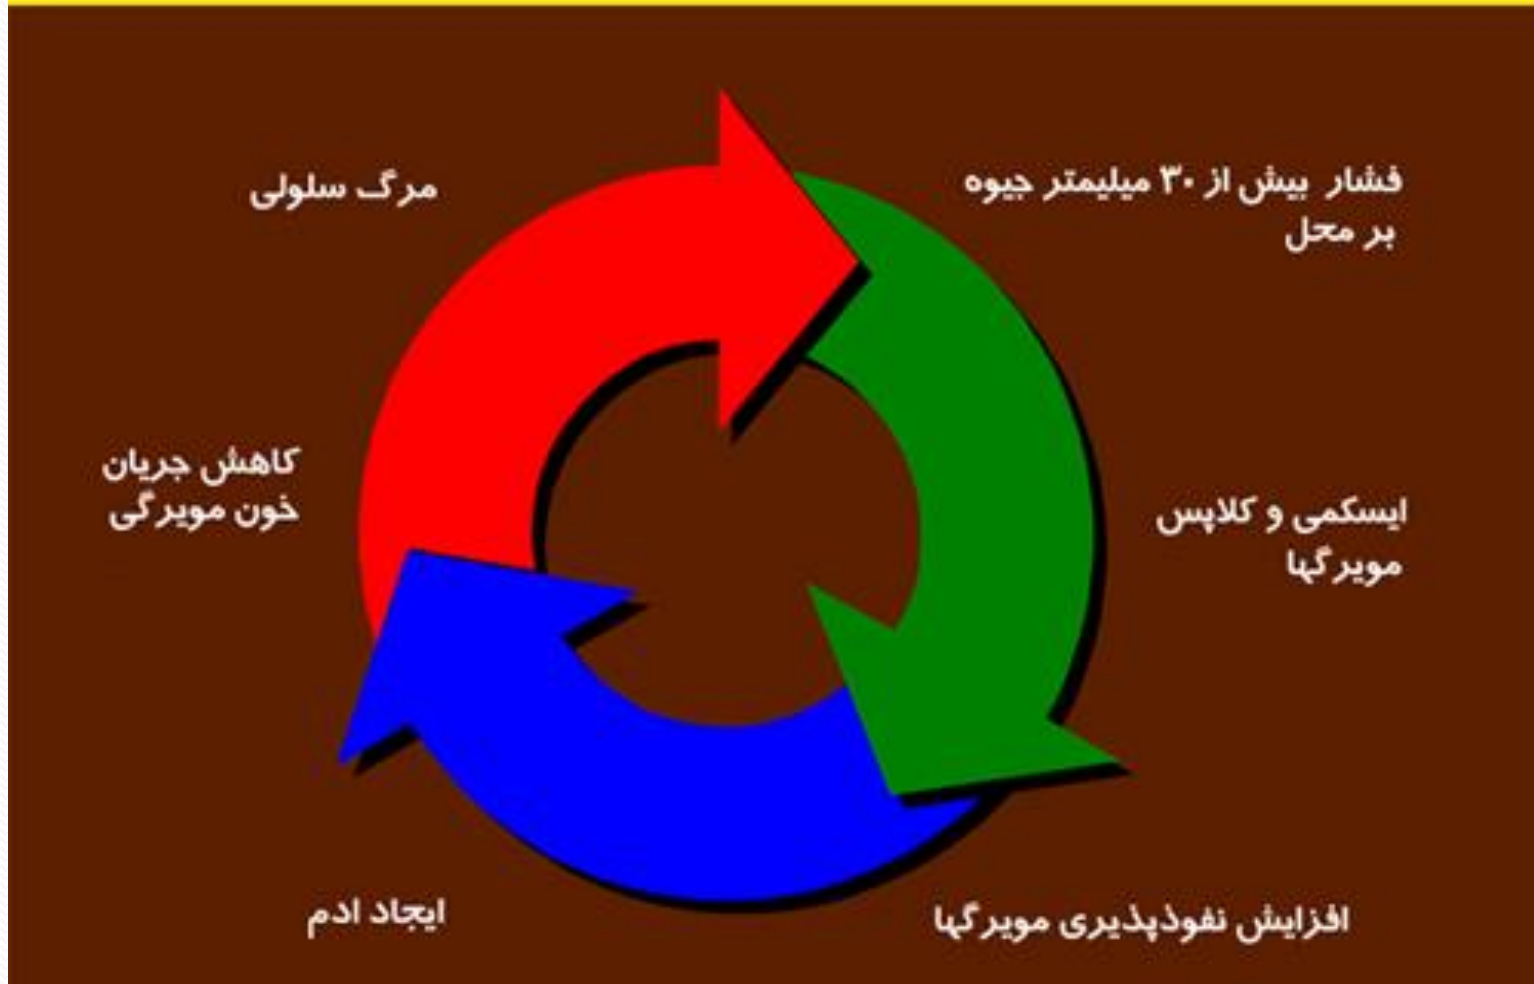 فشار بیش از ۳۰ میلیمتر جیوه
بر محل
ایسکمی و کلاپس
مویرگها
افزایش نفوذپذیری مویرگها
ایجاد ادم
کاهش جریان
خون مویرگی
مرگ سلولی